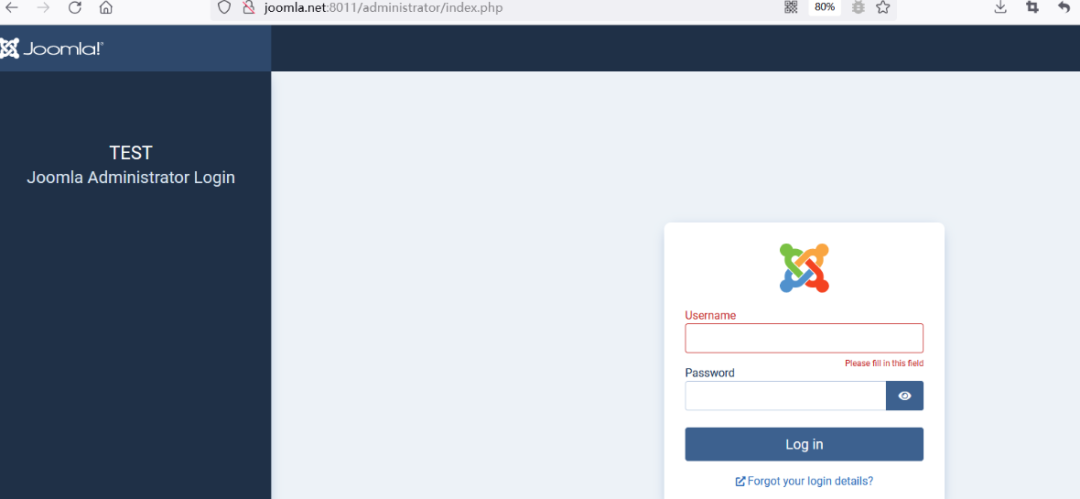 joomla.net:8011/administrator/index.php
80%
Joomla!®
TEST
Joomla Administrator Login
Username
Please fill in this field
Password
Log in
Forgot your login details?